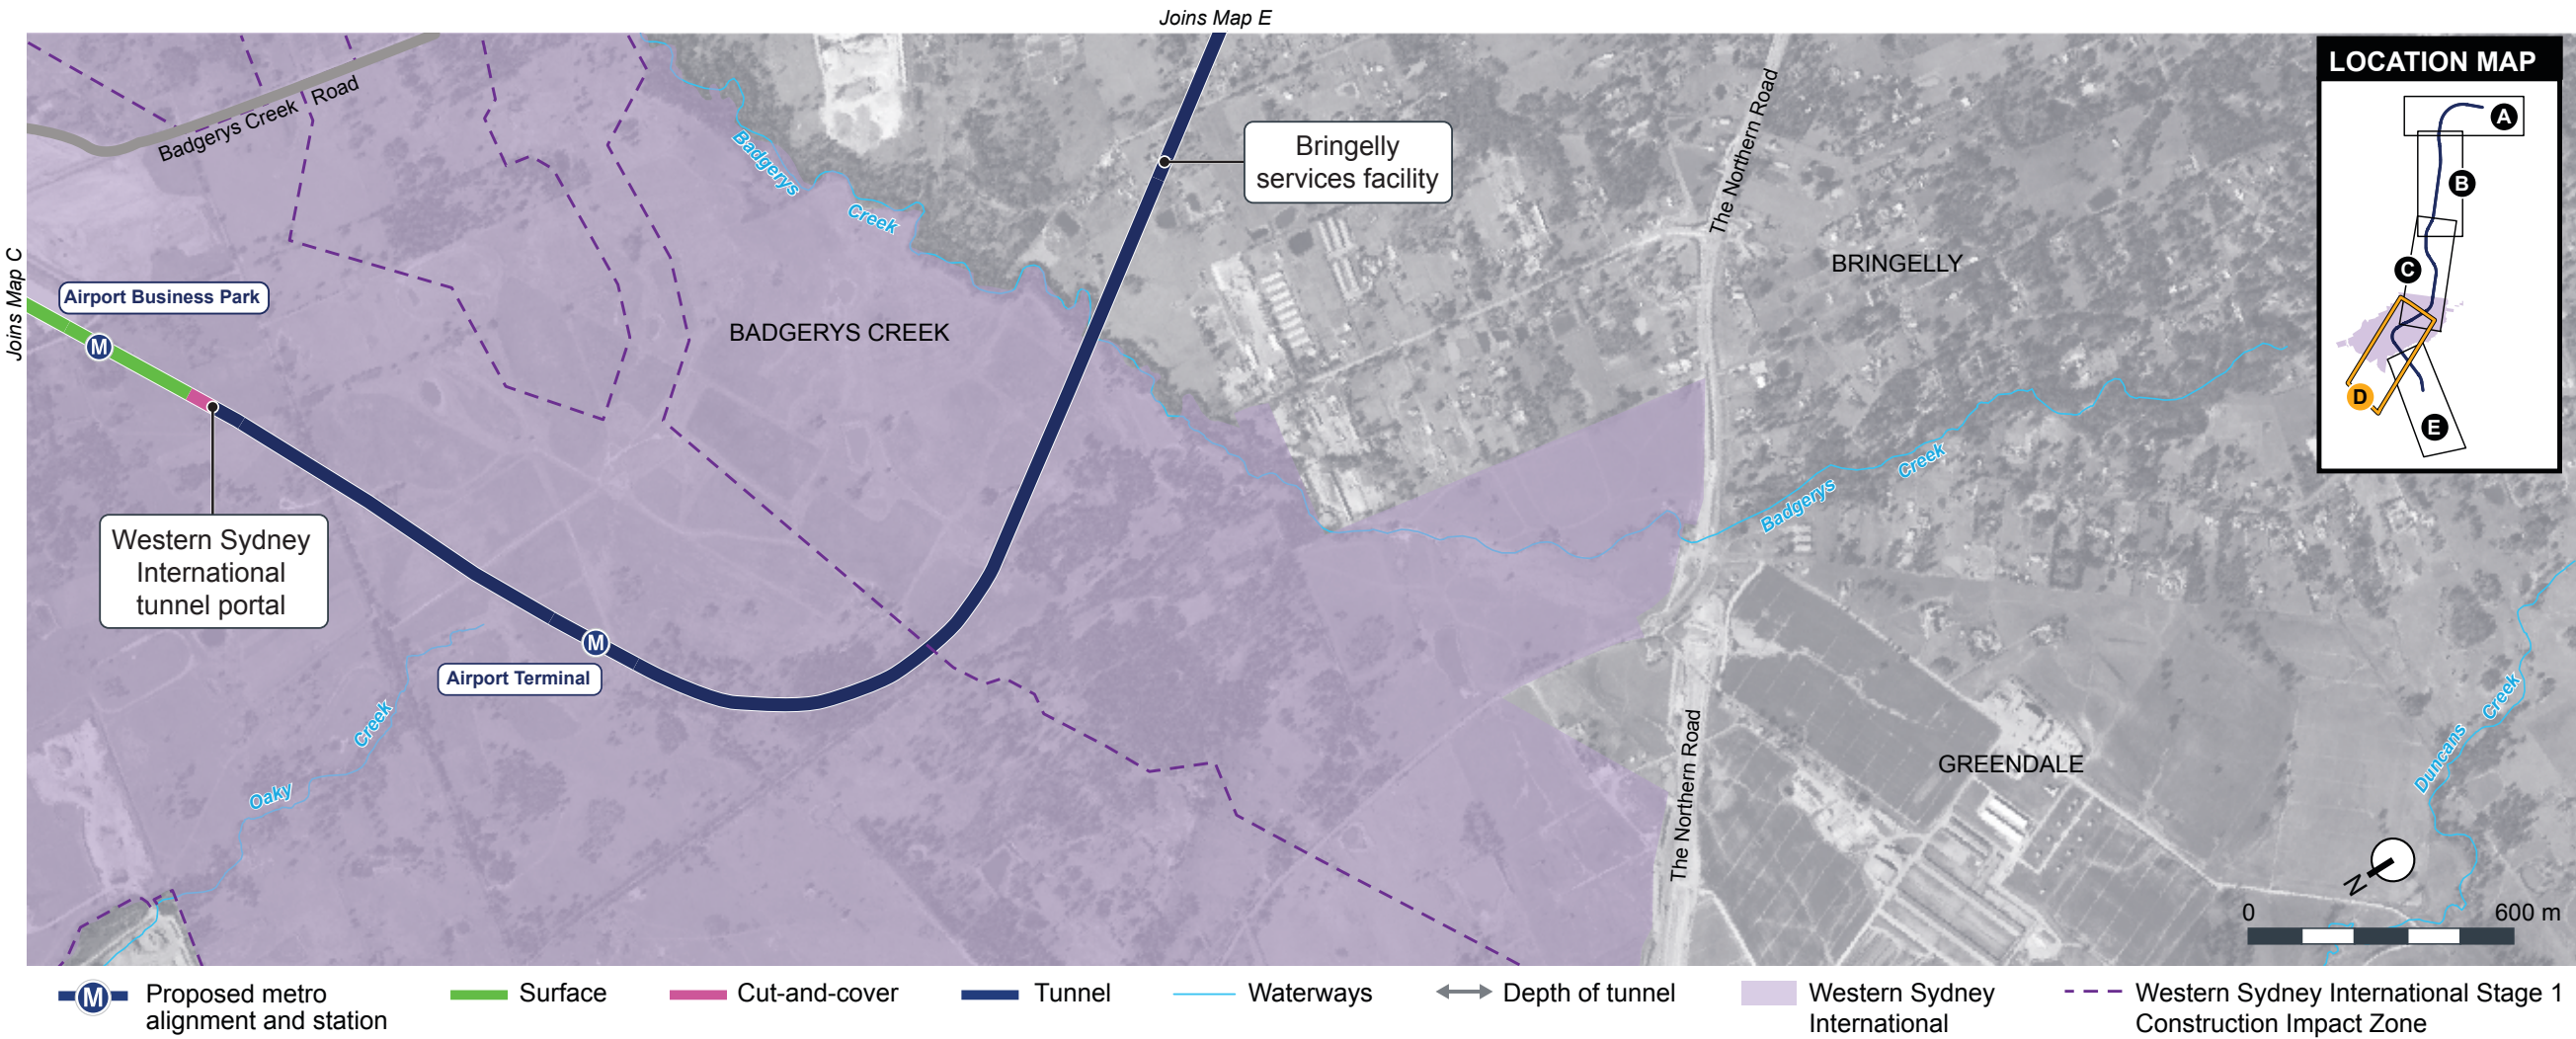 Joins Map E
LOCATION MAP
A
B
C
D
E
Badgerys Creek Road
Badgerys
Creek
Bringelly
services facility
The Northern Road
BRINGELLY
Joins Map C
Airport Business Park
M
BADGERYS CREEK
Badgerys
Creek
Western Sydney
International
tunnel portal
M
Airport Terminal
Oaky
Creek
The Northern Road
GREENDALE
Duncans
Creek
N
0
600 m
M
Proposed metro
alignment and station
Surface
Cut-and-cover
Tunnel
Waterways
Depth of tunnel
Western Sydney
International
Western Sydney International Stage 1
Construction Impact Zone